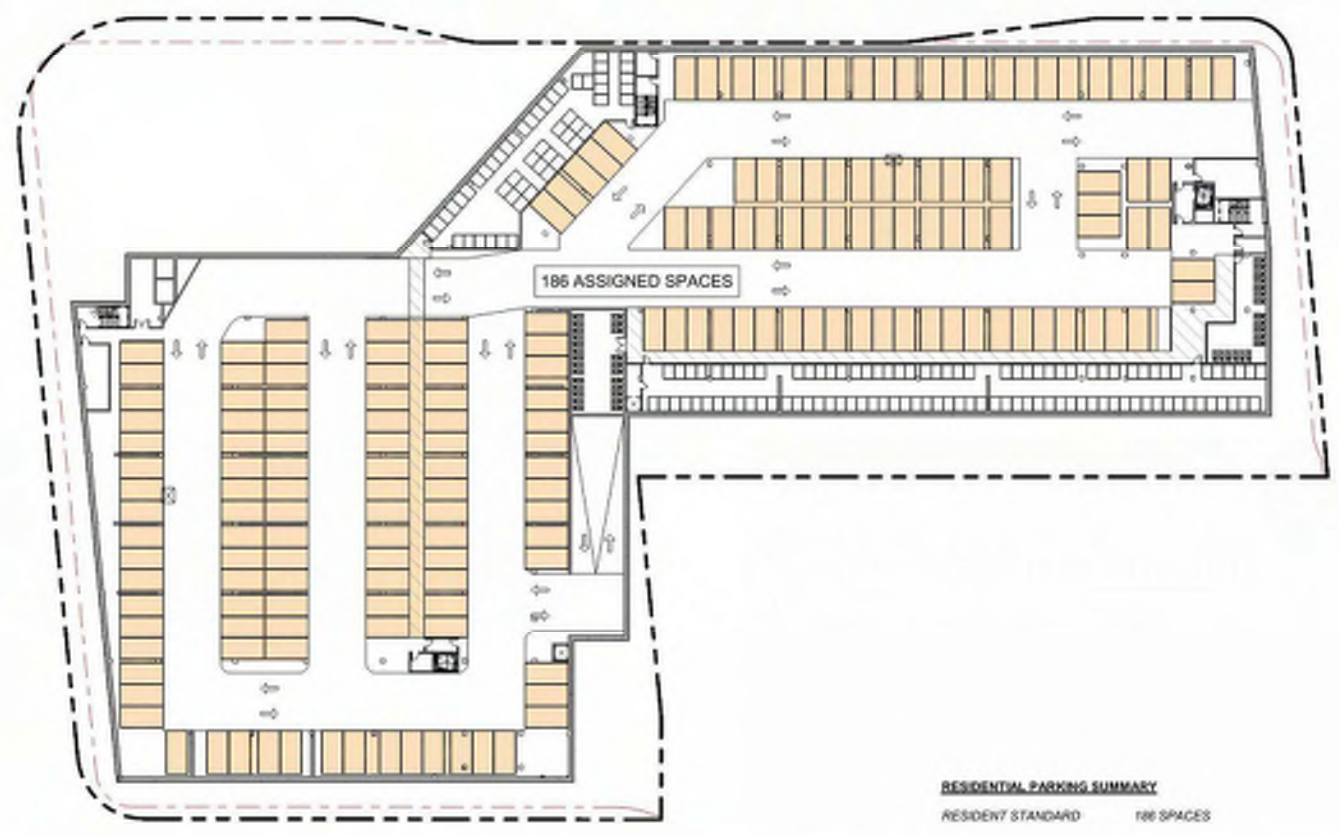 186 ASSIGNED SPACES
RESIDENTIAL PARKING SUMMARY
RESIDENT STANDARD 186 SPACES